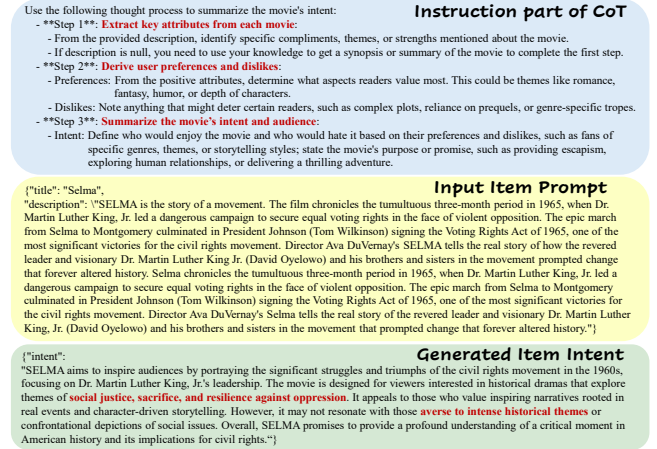 Use the following thought process to summarize the movie's intent:
Instruction part of CoT
- **Step 1**: Extract key attributes from each movie:
- From the provided description, identify specific compliments, themes, or strengths mentioned about the movie.
- If description is null, you need to use your knowledge to get a synopsis or summary of the movie to complete the first step.
- **Step 2**: Derive user preferences and dislikes:
- Preferences: From the positive attributes, determine what aspects readers value most. This could be themes like romance,
fantasy, humor, or depth of characters.
- Dislikes: Note anything that might deter certain readers, such as complex plots, reliance on prequels, or genre-specific tropes.
- **Step 3**: Summarize the movie's intent and audience:
- Intent: Define who would enjoy the movie and who would hate it based on their preferences and dislikes, such as fans of
specific genres, themes, or storytelling styles; state the movie's purpose or promise, such as providing escapism,
exploring human relationships, or delivering a thrilling adventure.
Input Item Prompt
{"title": "Selma",
"description": \"SELMA is the story of a movement. The film chronicles the tumultuous three-month period in 1965, when Dr.
Martin Luther King, Jr. led a dangerous campaign to secure equal voting rights in the face of violent opposition. The epic march
from Selma to Montgomery culminated in President Johnson (Tom Wilkinson) signing the Voting Rights Act of 1965, one of the
most significant victories for the civil rights movement. Director Ava DuVernay's SELMA tells the real story of how the revered
leader and visionary Dr. Martin Luther King Jr. (David Oyelowo) and his brothers and sisters in the movement prompted change
that forever altered history. Selma chronicles the tumultuous three-month period in 1965, when Dr. Martin Luther King, Jr. led a
dangerous campaign to secure equal voting rights in the face of violent opposition. The epic march from Selma to Montgomery
culminated in President Johnson (Tom Wilkinson) signing the Voting Rights Act of 1965, one of the most significant victories for
the civil rights movement. Director Ava DuVernay's Selma tells the real story of the revered leader and visionary Dr. Martin Luther
King, Jr. (David Oyelowo) and his brothers and sisters in the movement that prompted change that forever altered history."}
Generated Item Intent
{"intent":
"SELMA aims to inspire audiences by portraying the significant struggles and triumphs of the civil rights movement in the 1960s,
focusing on Dr. Martin Luther King, Jr.'s leadership. The movie is designed for viewers interested in historical dramas that explore
themes of social justice, sacrifice, and resilience against oppression. It appeals to those who value inspiring narratives rooted in
real events and character-driven storytelling. However, it may not resonate with those averse to intense historical themes or
confrontational depictions of social issues. Overall, SELMA promises to provide a profound understanding of a critical moment in
American history and its implications for civil rights."}